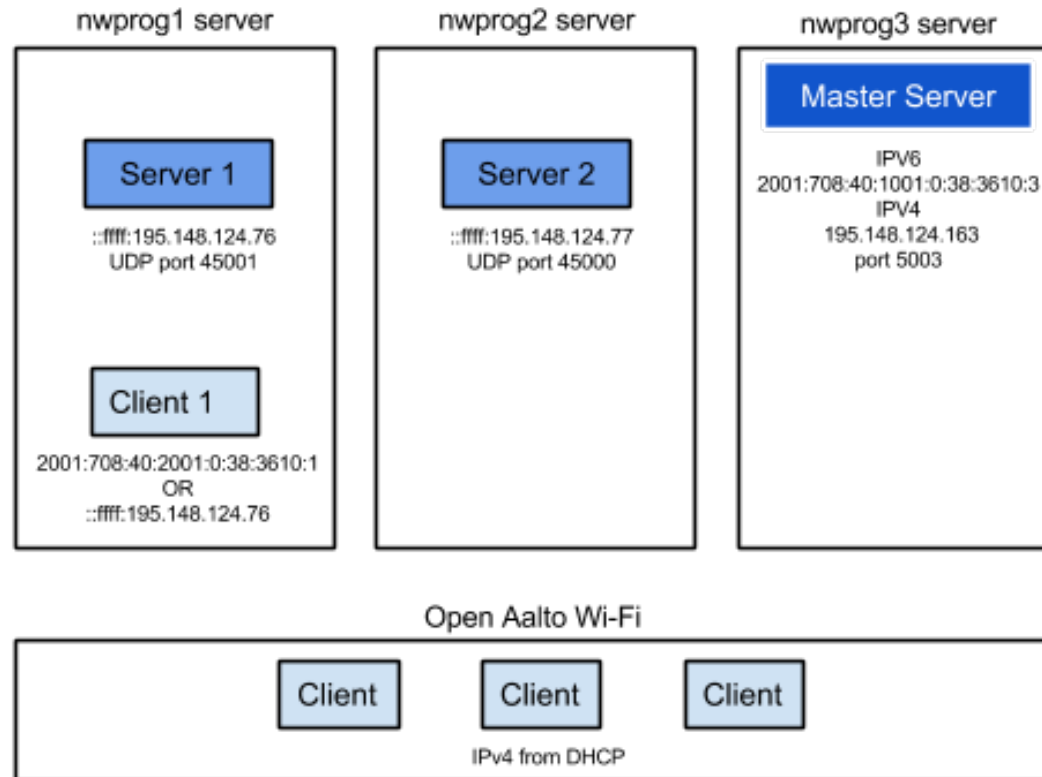 nwprog1 server
Server 1
::ffff:195.148.124.76
UDP port 45001
Client 1
2001:708:40:2001:0:38:3610:1
OR
::ffff:195.148.124.76
nwprog2 server
Server 2
::ffff:195.148.124.77
UDP port 45000
nwprog3 server
Master Server
IPV6
2001:708:40:1001:0:38:3610:3
IPV4
195.148.124.163
port 5003
Open Aalto Wi-Fi
Client
Client
Client
IPv4 from DHCP